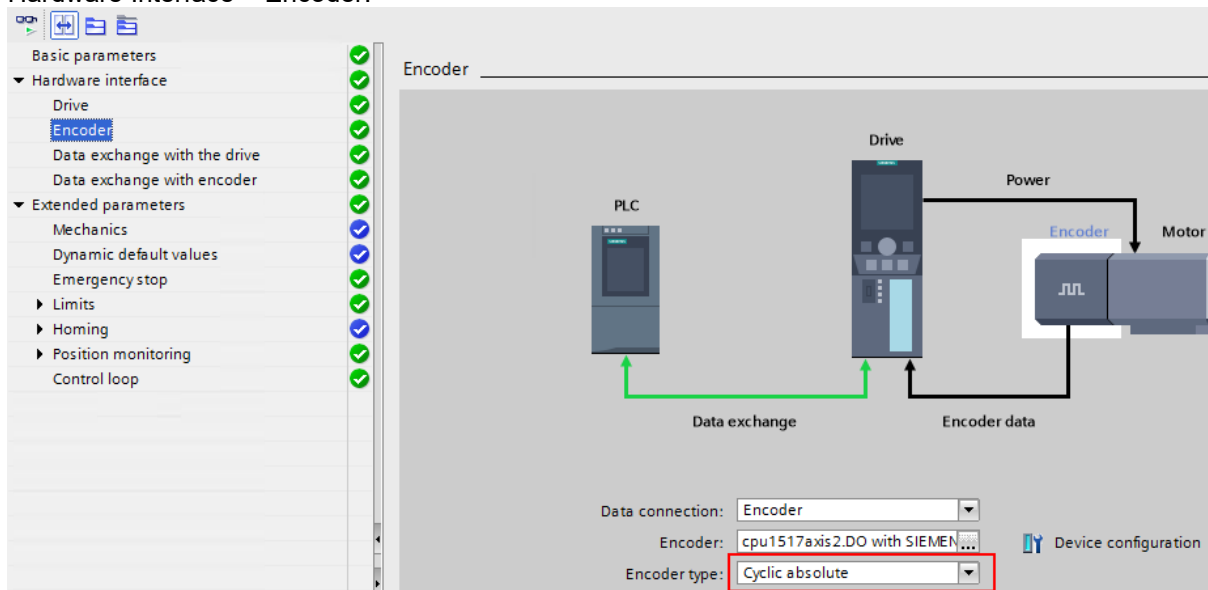 Hardware interface – Encoder:
Basic parameters
Hardware interface
Drive
Encoder
Data exchange with the drive
Data exchange with encoder
Extended parameters
Mechanics
Dynamic default values
Emergency stop
Limits
Homing
Position monitoring
Control loop
Encoder
Drive
Power
PLC
Encoder Motor
Data exchange Encoder data
Data connection: Encoder
Encoder: cpu1517axis2.DO with SIEMEN ... Device configuration
Encoder type: Cyclic absolute